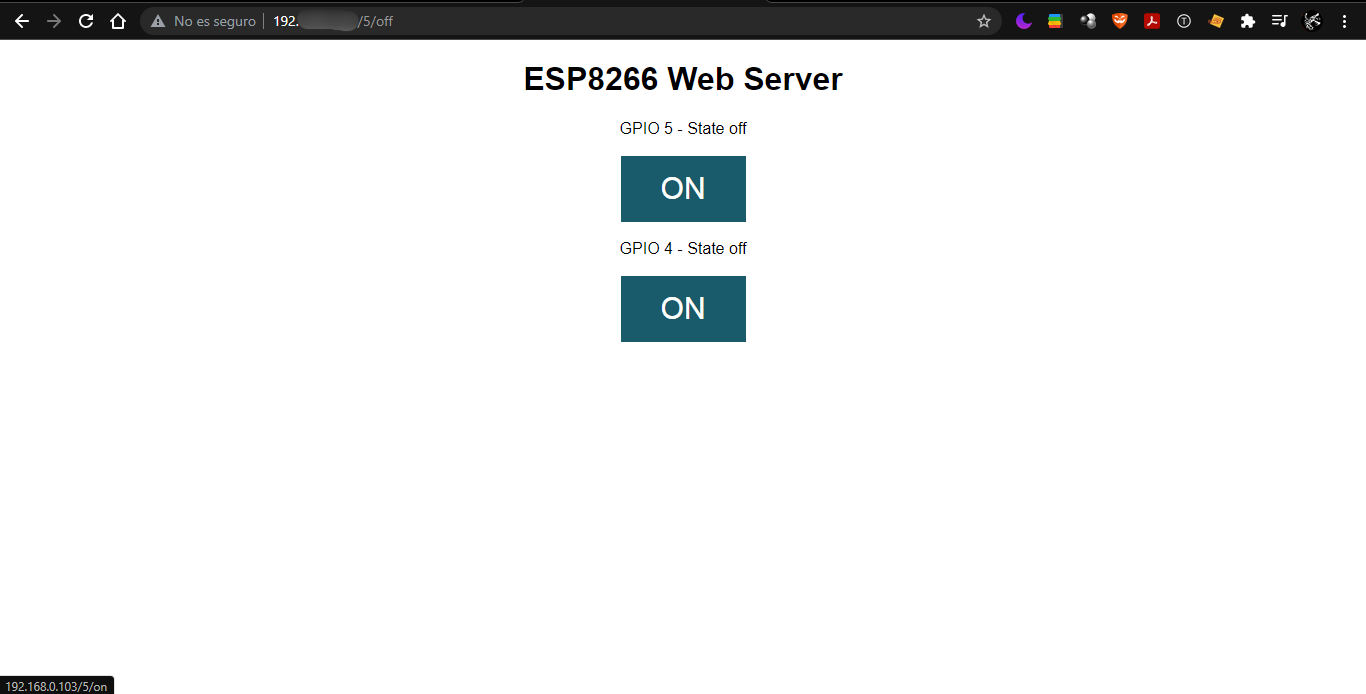 No es seguro 192. /5/off
ESP8266 Web Server
GPIO 5 - State off
ON
GPIO 4 - State off
ON
192.168.0.103/5/on